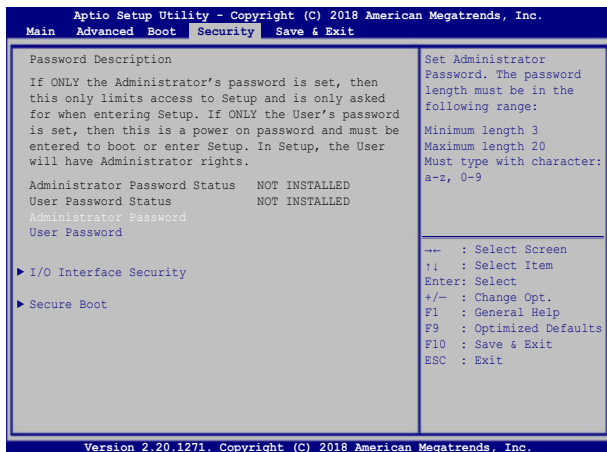 Aptio Setup Utility - Copyright (C) 2018 American Megatrends, Inc.
Main Advanced Boot Security Save & Exit
Password Description
If ONLY the Administrator's password is set, then
this only limits access to Setup and is only asked
for when entering Setup. If ONLY the User's password
is set, then this is a power on password and must be
entered to boot or enter Setup. In Setup, the User
will have Administrator rights.
Administrator Password Status NOT INSTALLED
User Password Status NOT INSTALLED
Administrator Password
User Password
▶ I/O Interface Security
▶ Secure Boot
Set Administrator
Password. The password
length must be in the
following range:
Minimum length 3
Maximum length 20
Must type with character:
a-z, 0-9
→← : Select Screen
↑↓ : Select Item
Enter: Select
+/— : Change Opt.
F1 : General Help
F9 : Optimized Defaults
F10 : Save & Exit
ESC : Exit
Version 2.20.1271. Copyright (C) 2018 American Megatrends, Inc.